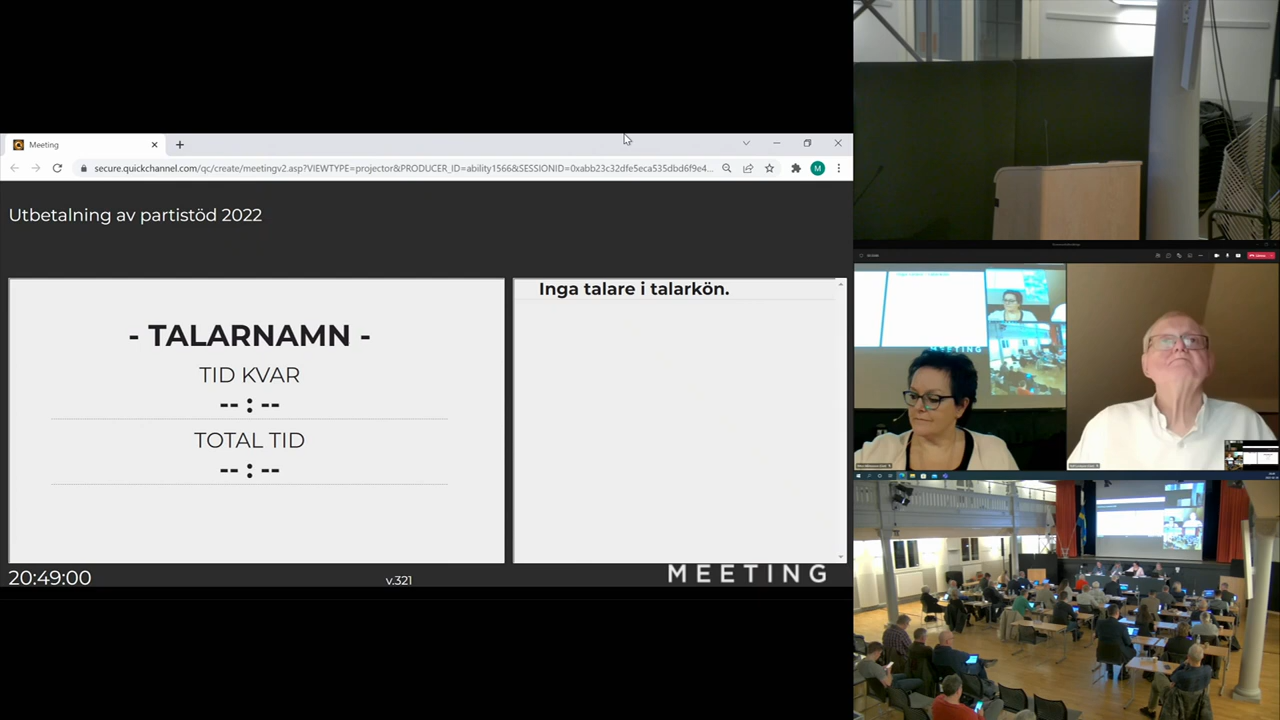 Meeting
secure.quickchannel.com/qc/create/meetingv2.asp?VIEWTYPE=projector&PRODUCER_ID=ability1566&SESSIONID=0xabb23c32dfe5eca535dbd6f9e4...
M
Utbetalning av partistöd 2022
- TALARNAMN -
TID KVAR
-- : --
TOTAL TID
-- : --
Inga talare i talarkön.
20:49:00
v.321
MEETING
MEETING